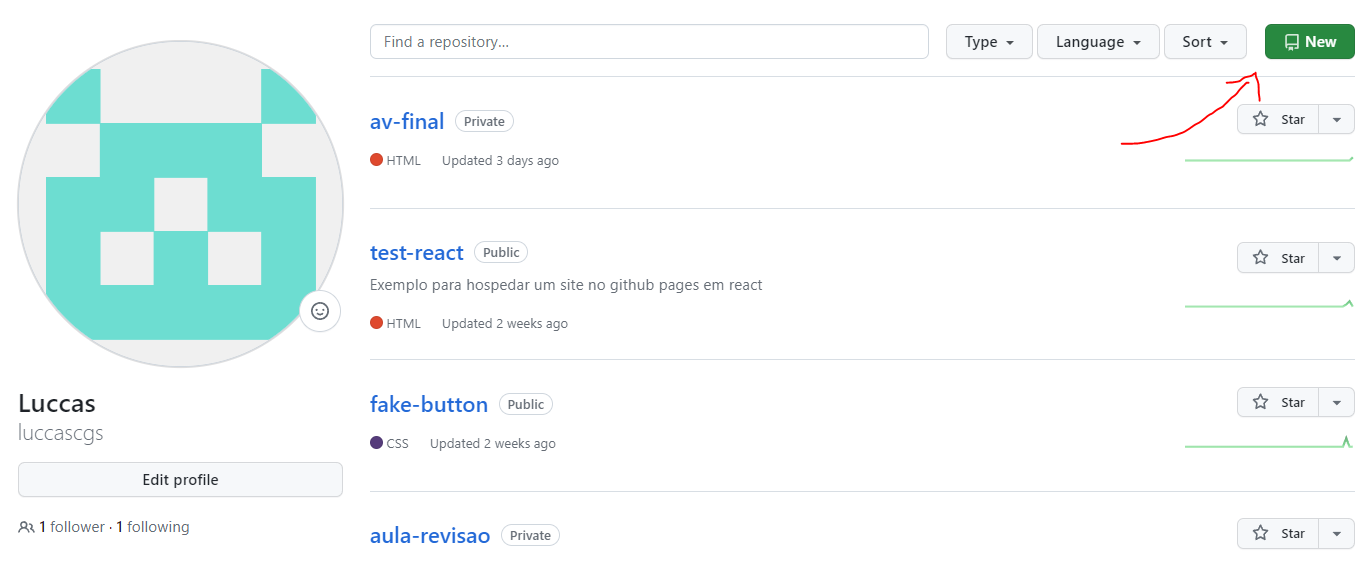 Find a repository...
Type
Language
Sort
New
av-final Private
Star
HTML Updated 3 days ago
test-react Public
Star
Exemplo para hospedar um site no github pages em react
HTML Updated 2 weeks ago
fake-button Public
Star
CSS Updated 2 weeks ago
aula-revisao Private
Star
Luccas
luccascgs
Edit profile
1 follower · 1 following